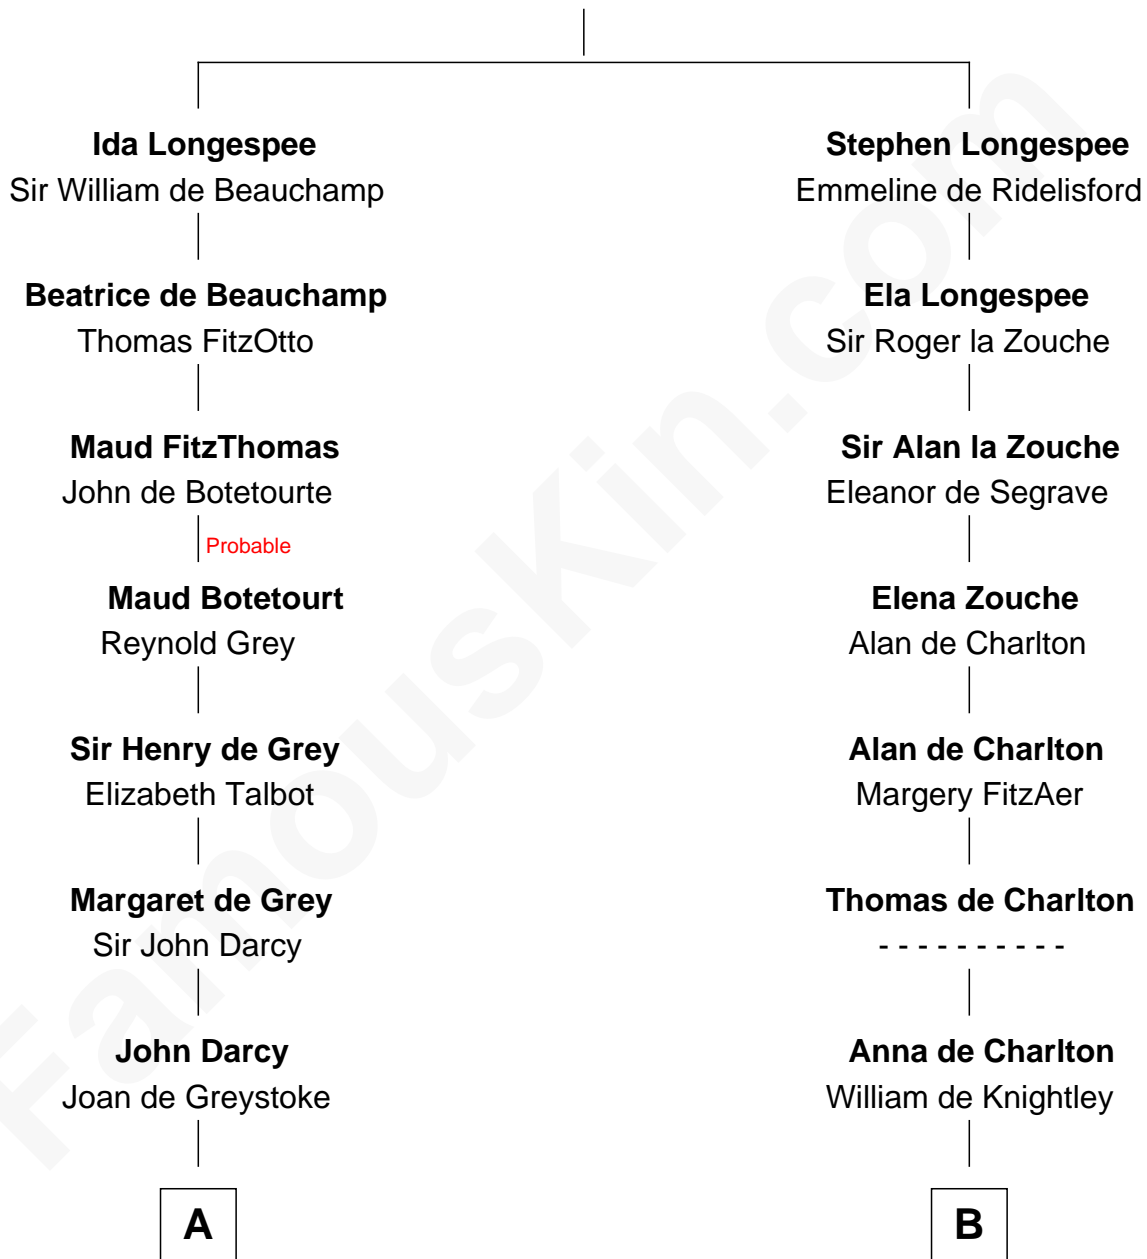 Ida Longespee
Sir William de Beauchamp
Beatrice de Beauchamp
Thomas FitzOtto
Maud FitzThomas
John de Botetourte
Probable
Maud Botetourt
Reynold Grey
Sir Henry de Grey
Elizabeth Talbot
Margaret de Grey
Sir John Darcy
John Darcy
Joan de Greystoke
A
Stephen Longespee
Emmeline de Ridelisford
Ela Longespee
Sir Roger la Zouche
Sir Alan la Zouche
Eleanor de Segrave
Elena Zouche
Alan de Charlton
Alan de Charlton
Margery FitzAer
Thomas de Charlton
- - - - - - - - - -
Anna de Charlton
William de Knightley
B
FamousKin.com